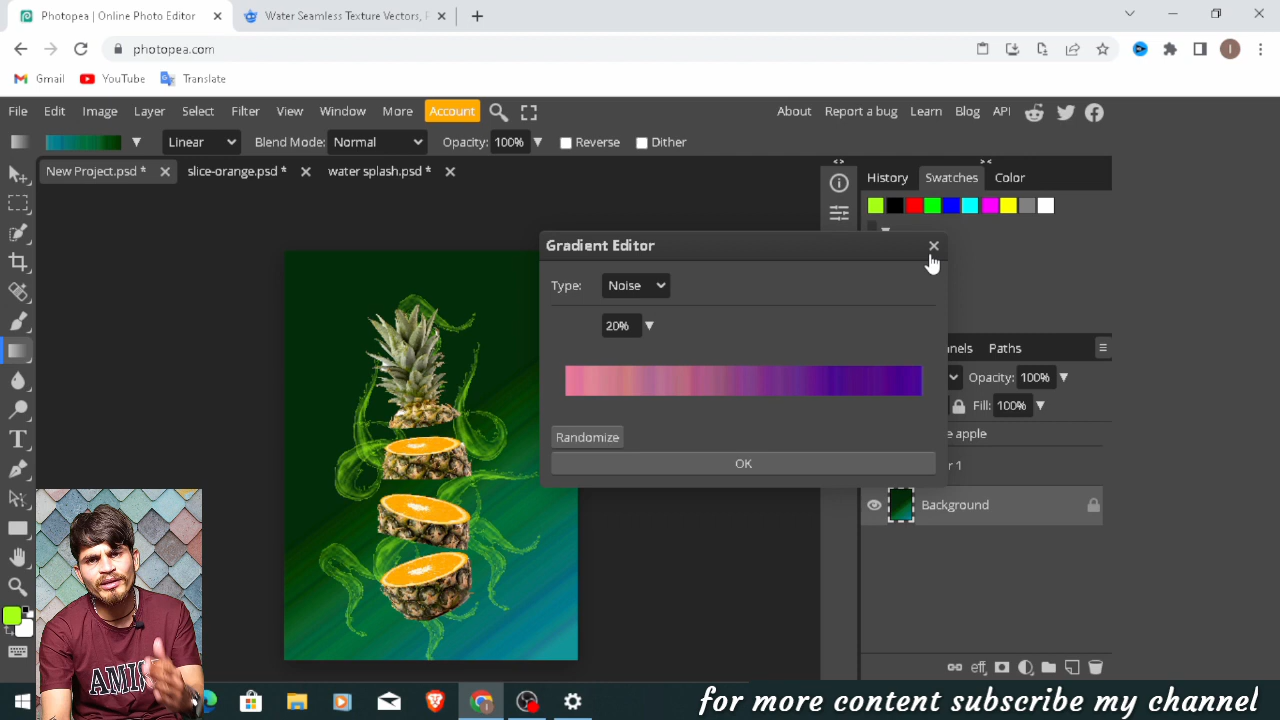 Photopea | Online Photo Editor
Water Seamless Texture Vectors,
photopea.com
Gmail YouTube Translate
File Edit Image Layer Select Filter View Window More Account About Report a bug Learn Blog API
Linear Blend Mode: Normal Opacity: 100% Reverse Dither
New Project.psd * slice-orange.psd * water splash.psd *
History Swatches Color
Gradient Editor
Type: Noise
20%
Randomize
OK
nnels Paths
Opacity: 100%
Fill: 100%
e apple
r 1
Background
for more content subscribe my channel